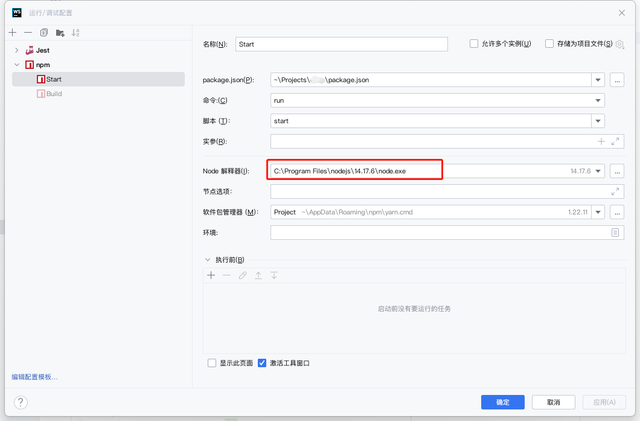 WS 运行/调试配置
Jest
npm
Start
Build
编辑配置模板...
?
名称(N): Start 允许多个实例(U) 存储为项目文件(S)
package.json(P): ~\Projects\ \package.json ...
命令:(C) run
脚本 (T): start
实参(R):
Node 解释器(I): C:\Program Files\nodejs\14.17.6\node.exe 14.17.6 ...
节点选项:
软件包管理器 (M): Project ~\AppData\Roaming\npm\yarn.cmd 1.22.11 ...
环境:
执行前(B)
启动前没有要运行的任务
显示此页面 激活工具窗口
确定 取消 应用(A)